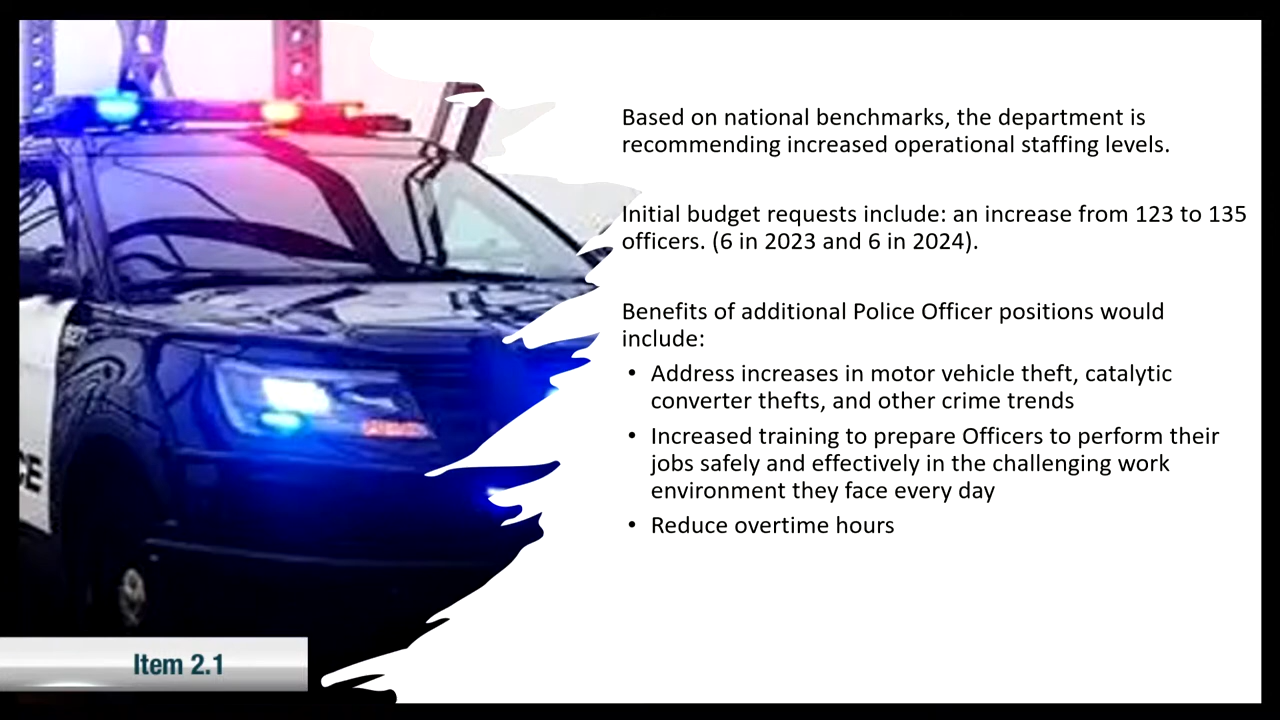 Based on national benchmarks, the department is
recommending increased operational staffing levels.
Initial budget requests include: an increase from 123 to 135
officers. (6 in 2023 and 6 in 2024).
Benefits of additional Police Officer positions would
include:
• Address increases in motor vehicle theft, catalytic
converter thefts, and other crime trends
• Increased training to prepare Officers to perform their
jobs safely and effectively in the challenging work
environment they face every day
• Reduce overtime hours
CE
Item 2.1